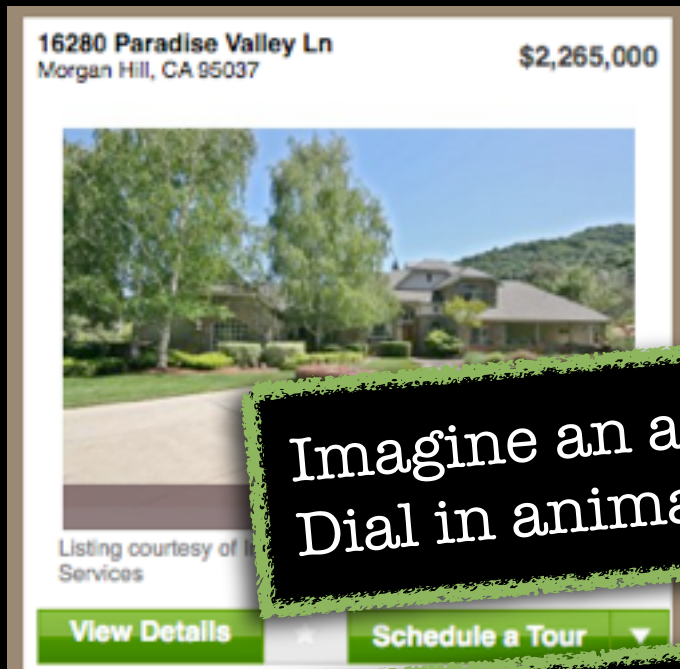 16280 Paradise Valley Ln
$2,265,000
Morgan Hill, CA 95037
Imagine an a
Dial in anima
Listing courtesy of I
Services
View Details
Schedule a Tour